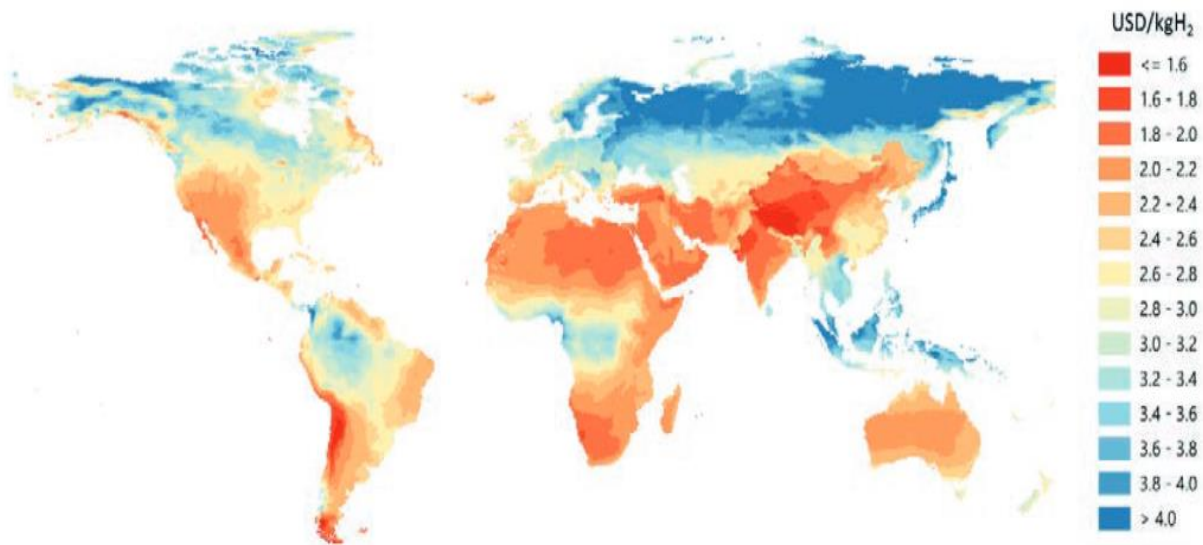 USD/kgH₂
<= 1.6
1.6 - 1.8
1.8 - 2.0
2.0 - 2.2
2.2 - 2.4
2.4 - 2.6
2.6 - 2.8
2.8 - 3.0
3.0 - 3.2
3.2 - 3.4
3.4 - 3.6
3.6 - 3.8
3.8 - 4.0
> 4.0